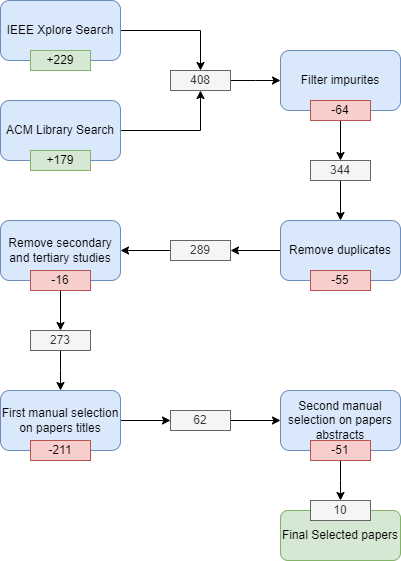 IEEE Xplore Search
+229
408
Filter impurites
-64
ACM Library Search
+179
344
Remove duplicates
-55
289
Remove secondary
and tertiary studies
-16
273
First manual selection
on papers titles
-211
62
Second manual
selection on papers
abstracts
-51
10
Final Selected papers